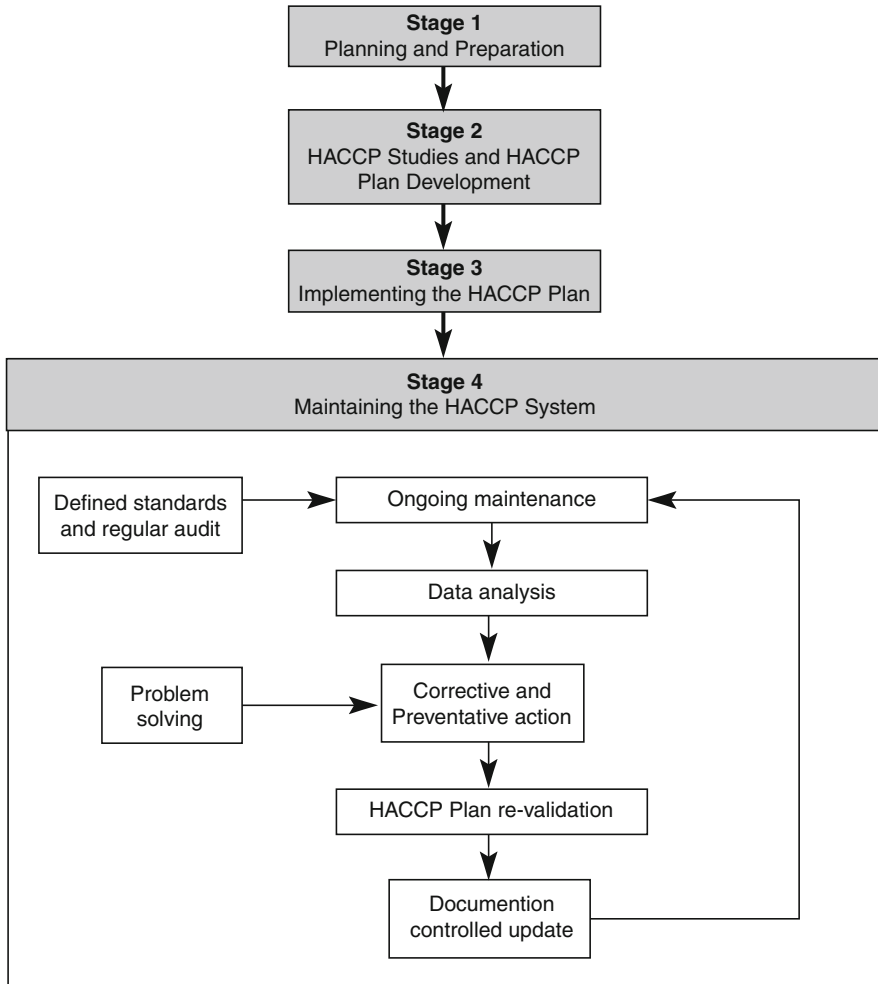 Stage 1
Planning and Preparation
Stage 2
HACCP Studies and HACCP
Plan Development
Stage 3
Implementing the HACCP Plan
Stage 4
Maintaining the HACCP System
Defined standards
and regular audit
Ongoing maintenance
Data analysis
Problem
solving
Corrective and
Preventative action
HACCP Plan re-validation
Documention
controlled update